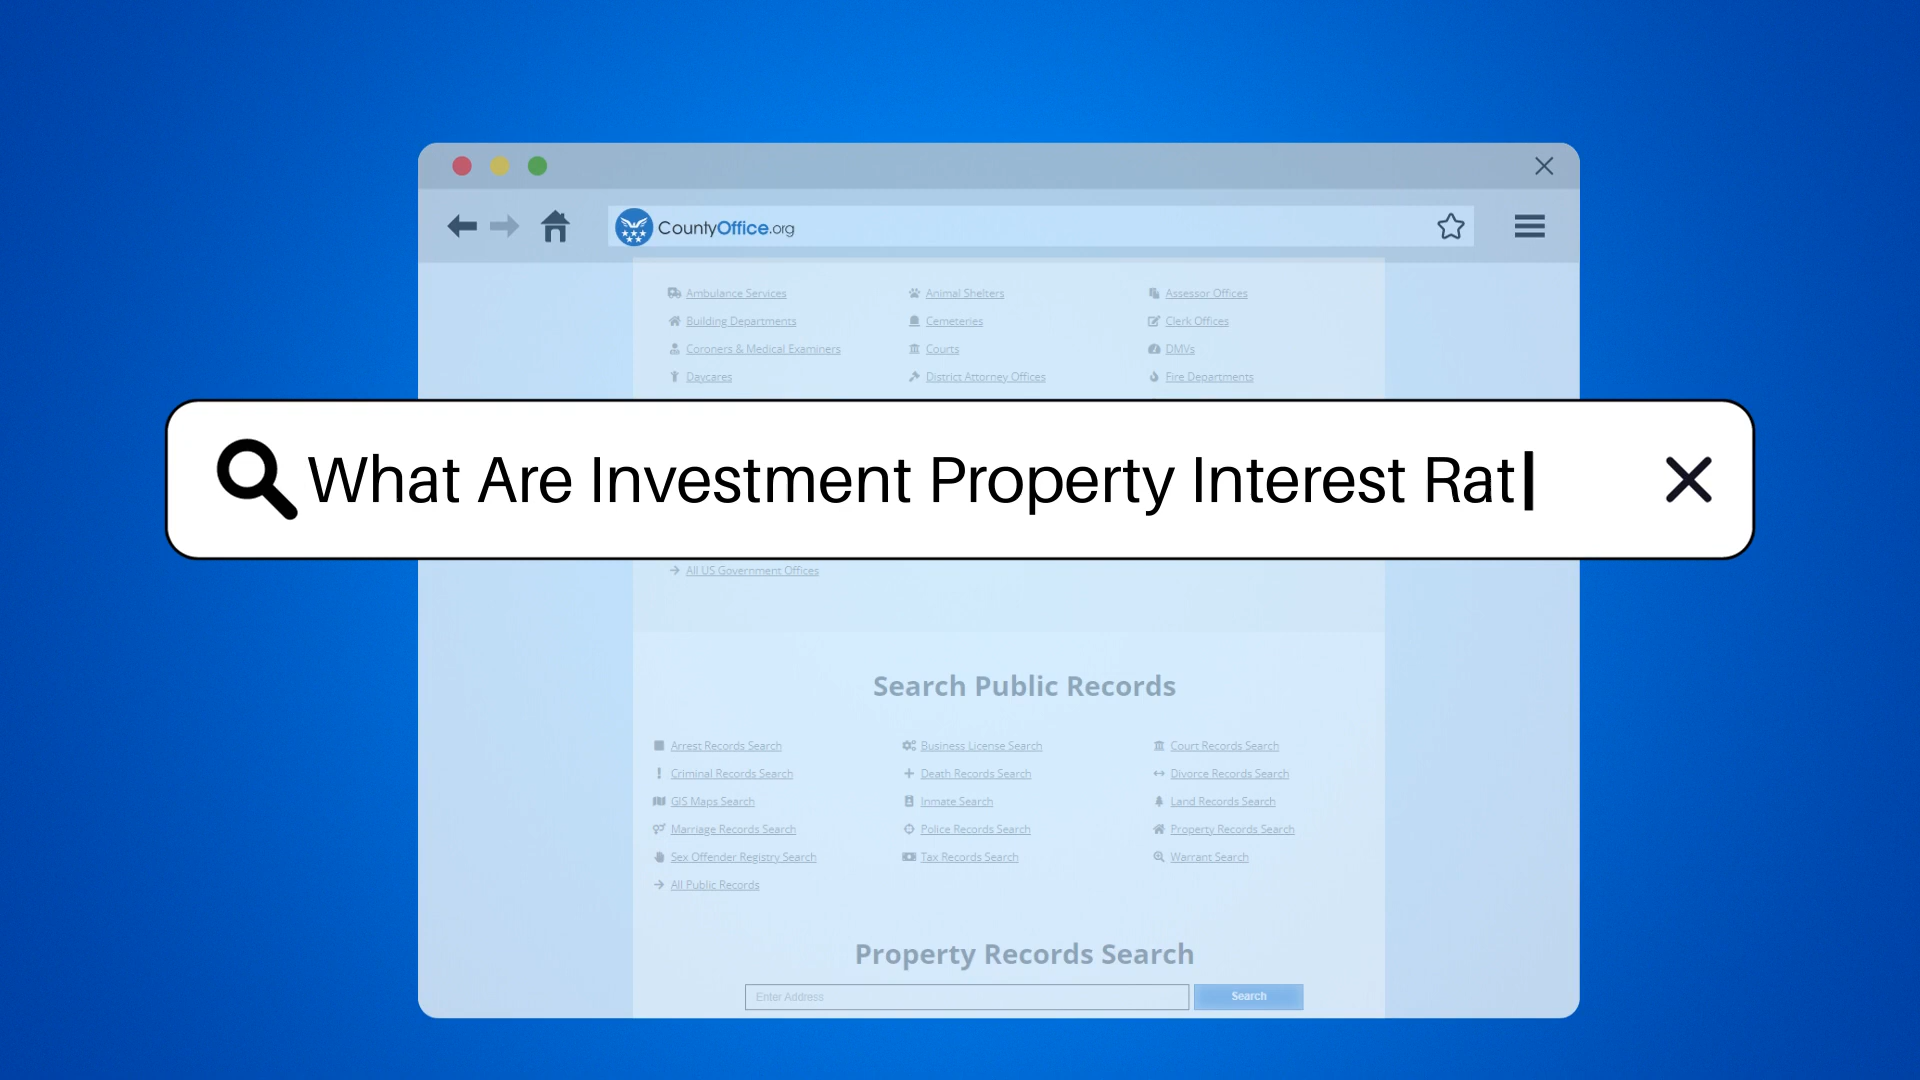 CountyOffice.org
Ambulance Services Animal Shelters Assessor Offices
Building Departments Cemeteries Clerk Offices
Coroners & Medical Examiners Courts DMVs
Daycares District Attorney Offices Fire Departments
What Are Investment Property Interest Rat
All US Government Offices
Search Public Records
Arrest Records Search Business License Search Court Records Search
Criminal Records Search Death Records Search Divorce Records Search
GIS Maps Search Inmate Search Land Records Search
Marriage Records Search Police Records Search Property Records Search
Sex Offender Registry Search Tax Records Search Warrant Search
All Public Records
Property Records Search
Enter Address Search